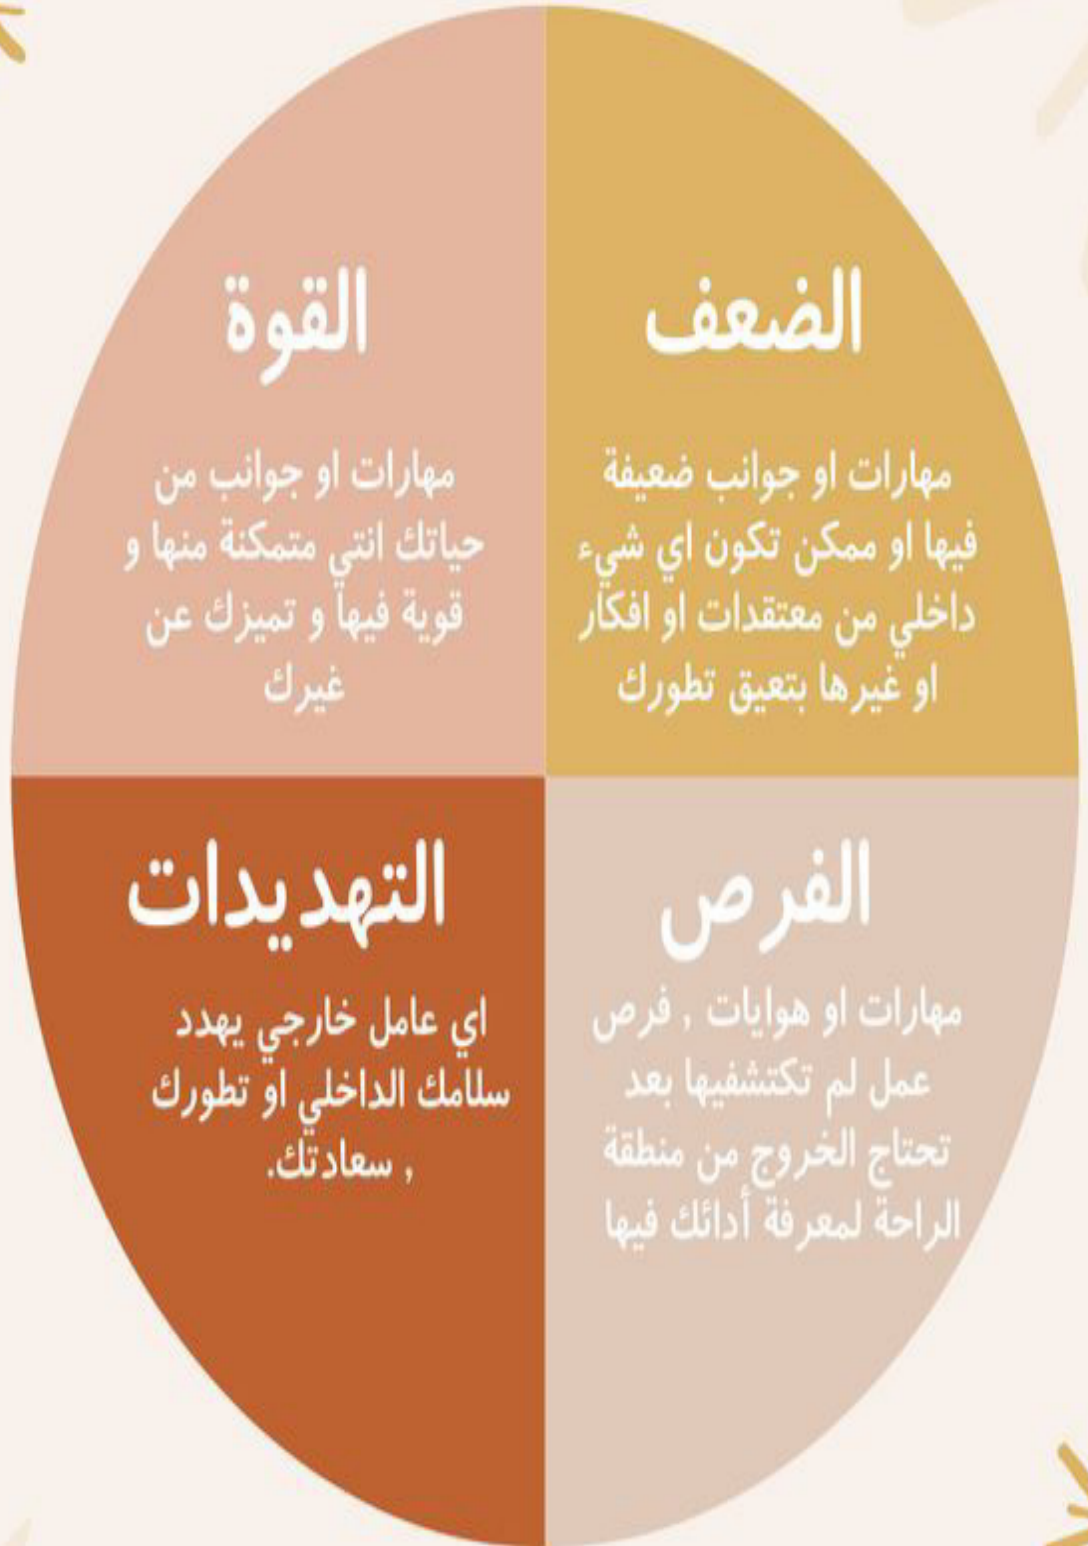 القوة
مهارات او جوانب من
حياتك انتي متمكنة منها و
قوية فيها و تميزك عن
غيرك
الضعف
مهارات او جوانب ضعيفة
فيها او ممكن تكون اي شيء
داخلي من معتقدات او افكار
او غيرها بتعيق تطورك
التهديدات
اي عامل خارجي يهدد
سلامك الداخلي او تطورك
, سعادتك.
الفرص
مهارات او هوايات , فرص
عمل لم تكتشفيها بعد
تحتاج الخروج من منطقة
الراحة لمعرفة أدائك فيها